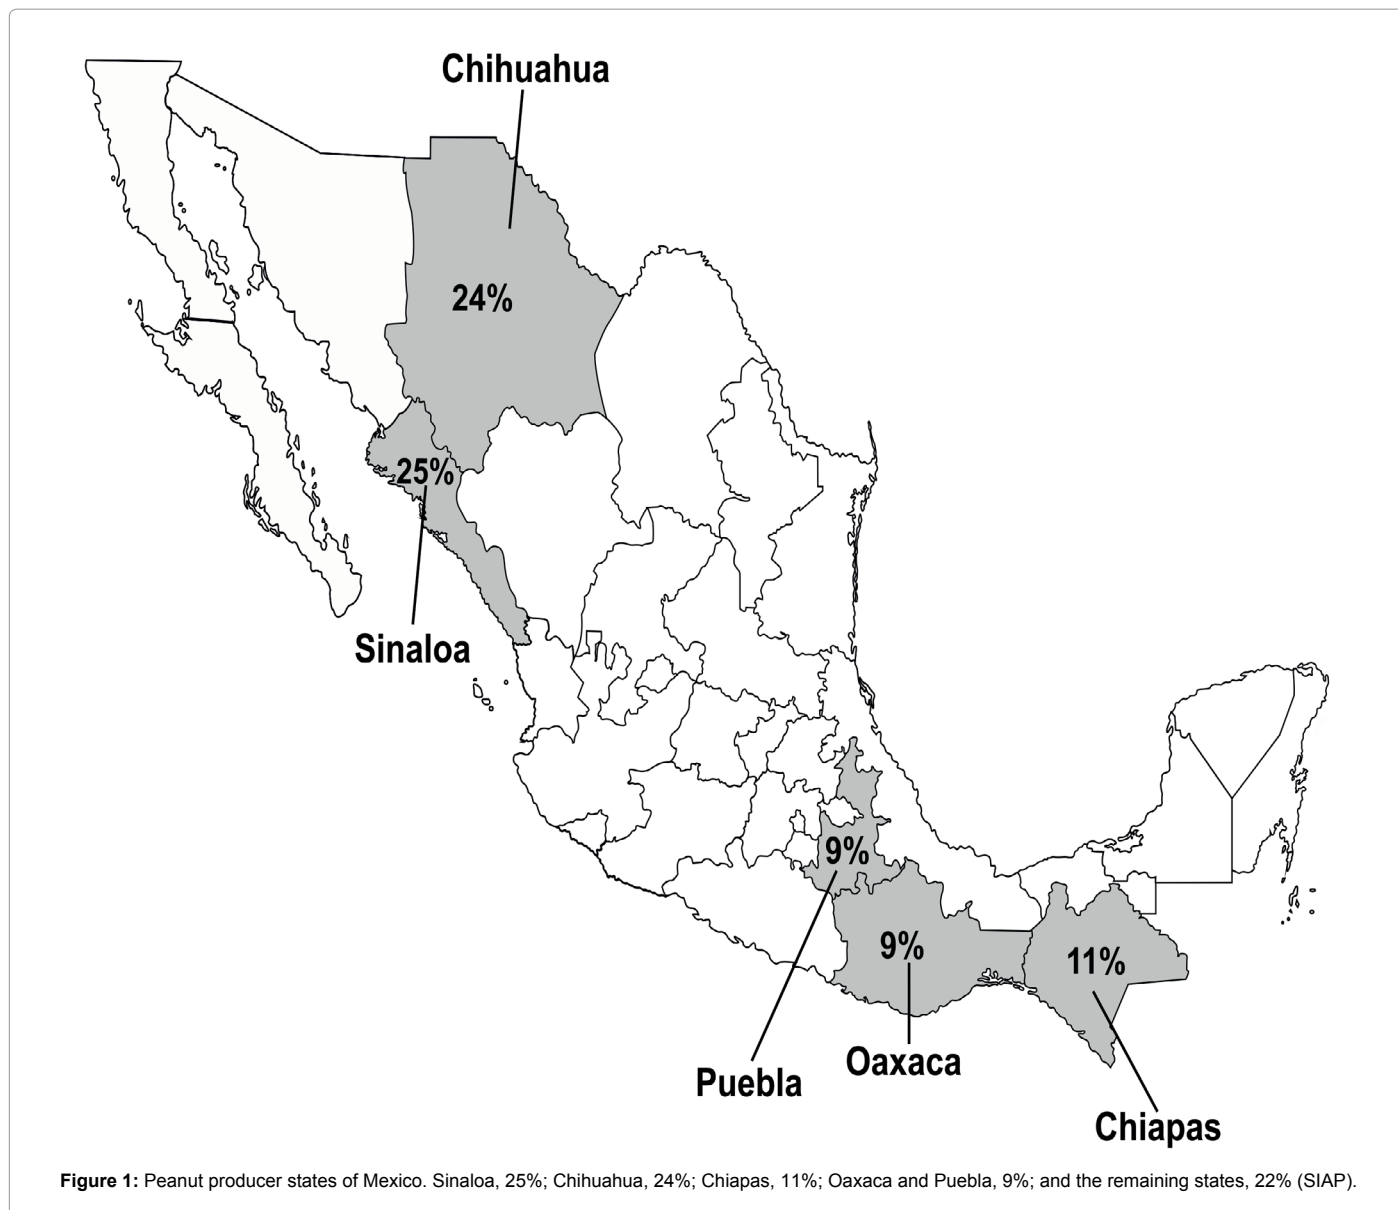 Chihuahua
24%
25%
Sinaloa
9%
9%
11%
Oaxaca
Puebla
Chiapas
Figure 1: Peanut producer states of Mexico. Sinaloa, 25%; Chihuahua, 24%; Chiapas, 11%; Oaxaca and Puebla, 9%; and the remaining states, 22% (SIAP).